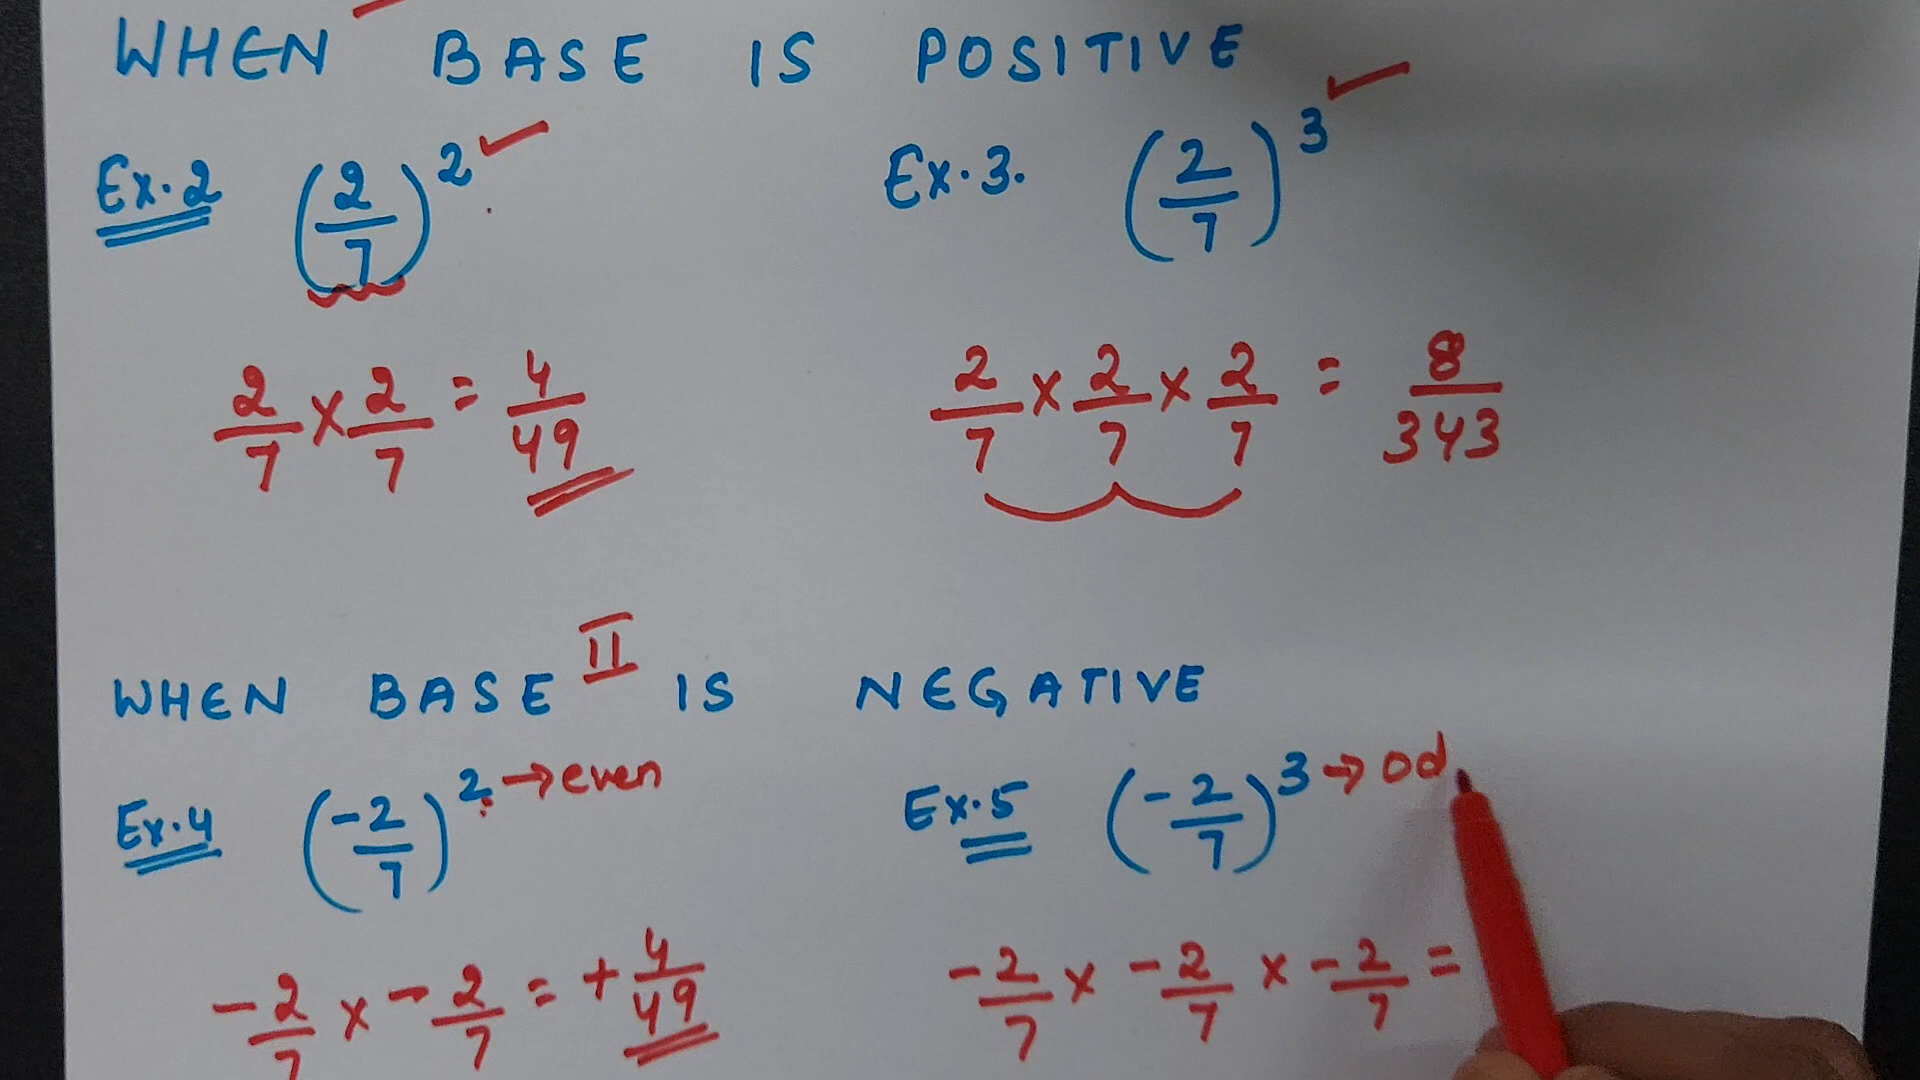 WHEN BASE IS POSITIVE
Ex.2 (2/7)^2 Ex.3. (2/7)^3
2/7 x 2/7 = 4/49 2/7 x 2/7 x 2/7 = 8/343
II
WHEN BASE IS NEGATIVE
Ex.4 (-2/7)^2 → even Ex.5 (-2/7)^3 → od
-2/7 x -2/7 = +4/49 -2/7 x -2/7 x -2/7 =